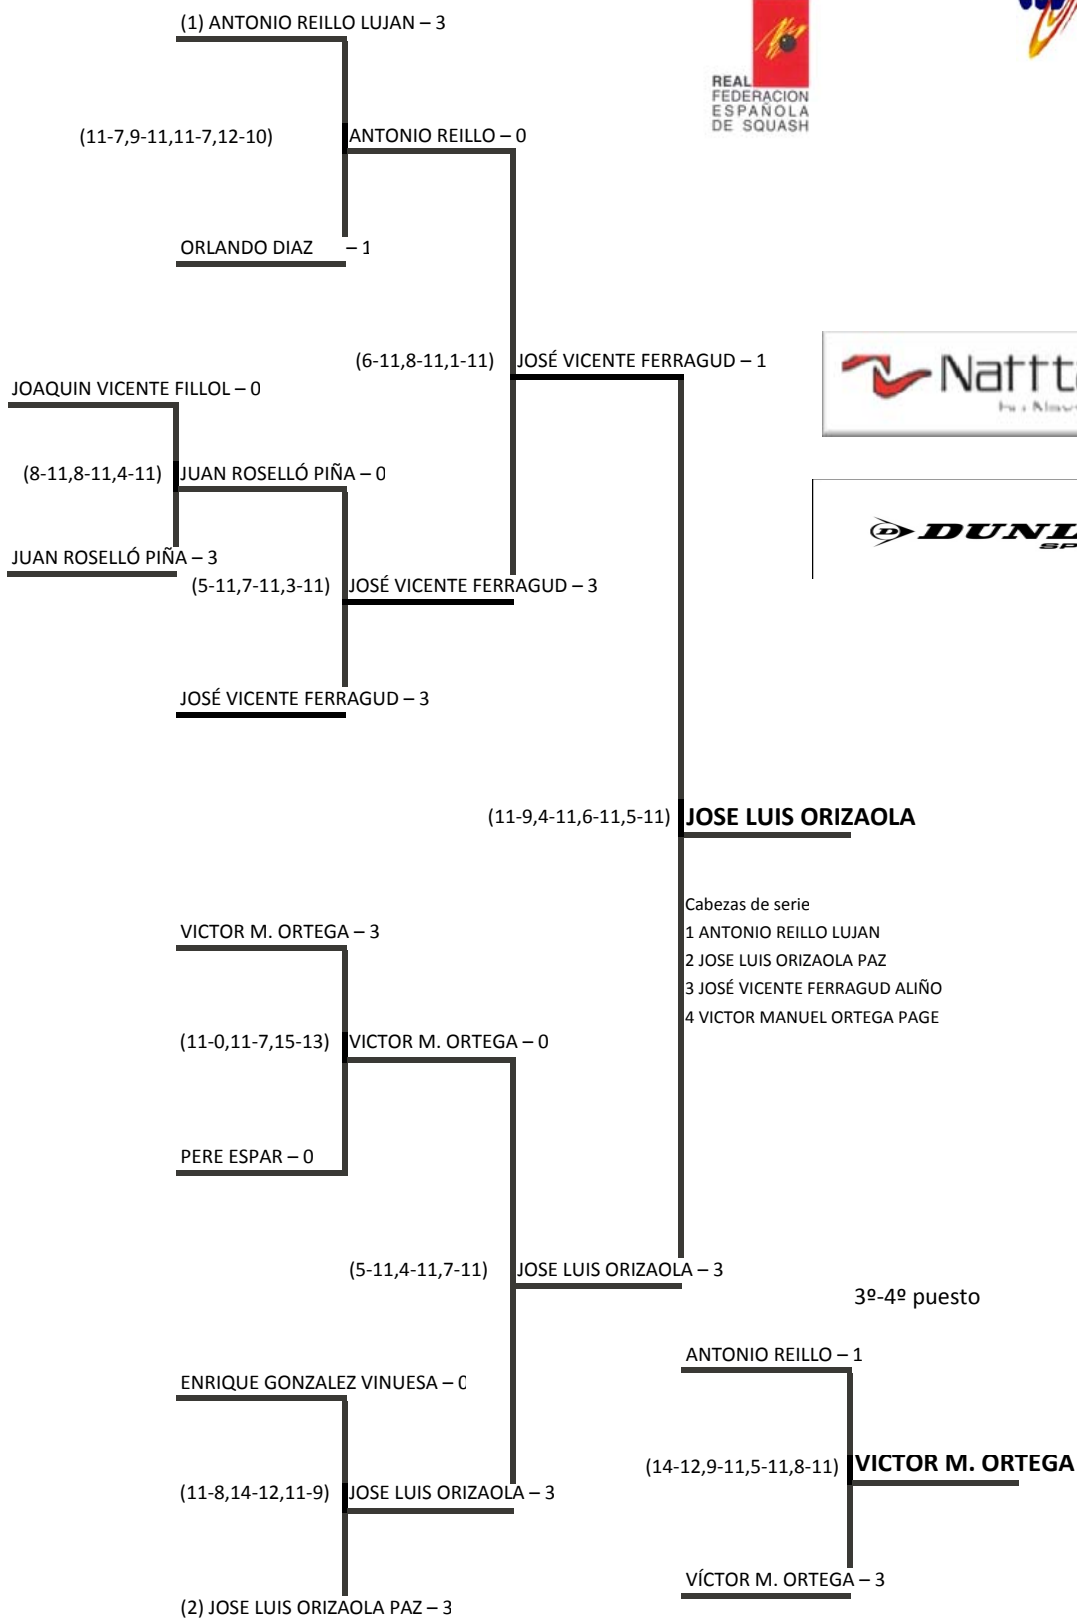 (1) ANTONIO REILLO LUJAN – 3
REAL
FEDERACION
ESPAÑOLA
DE SQUASH
(11-7,9-11,11-7,12-10)
ANTONIO REILLO – 0
ORLANDO DIAZ – 1
(6-11,8-11,1-11)
JOSÉ VICENTE FERRAGUD – 1
JOAQUIN VICENTE FILLOL – 0
(8-11,8-11,4-11)
JUAN ROSELLÓ PIÑA – 0
JUAN ROSELLÓ PIÑA – 3
(5-11,7-11,3-11)
JOSÉ VICENTE FERRAGUD – 3
JOSÉ VICENTE FERRAGUD – 3
(11-9,4-11,6-11,5-11)
JOSE LUIS ORIZAOLA
Cabezas de serie
1 ANTONIO REILLO LUJAN
2 JOSE LUIS ORIZAOLA PAZ
3 JOSÉ VICENTE FERRAGUD ALIÑO
4 VICTOR MANUEL ORTEGA PAGE
VICTOR M. ORTEGA – 3
(11-0,11-7,15-13)
VICTOR M. ORTEGA – 0
PERE ESPAR – 0
(5-11,4-11,7-11)
JOSE LUIS ORIZAOLA – 3
3º-4º puesto
ANTONIO REILLO – 1
ENRIQUE GONZALEZ VINUESA – 0
(14-12,9-11,5-11,8-11)
VICTOR M. ORTEGA
(11-8,14-12,11-9)
JOSE LUIS ORIZAOLA – 3
VÍCTOR M. ORTEGA – 3
(2) JOSE LUIS ORIZAOLA PAZ – 3